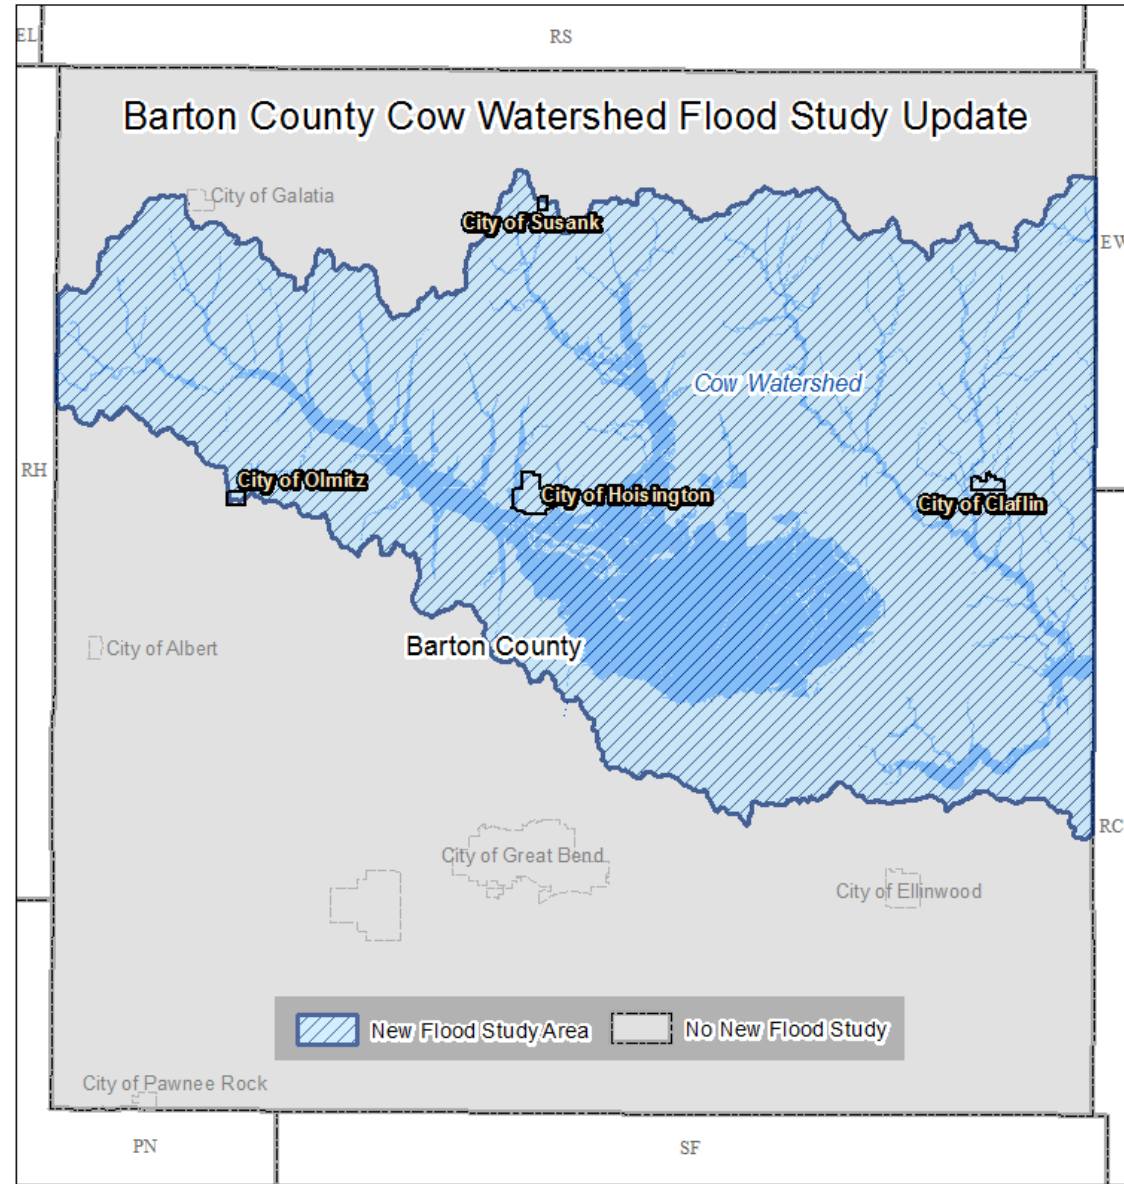 EL
RS
Barton County Cow Watershed Flood Study Update
City of Galatia
City of Susank
EW
Cow Watershed
RH
City of Olmitz
City of Hoisington
City of Claflin
City of Albert
Barton County
RC
City of Great Bend
City of Ellinwood
New Flood Study Area
No New Flood Study
City of Pawnee Rock
PN
SF